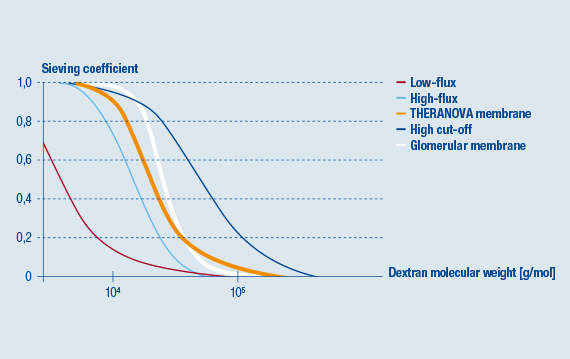 Sieving coefficient
1,0
0,8
0,6
0,4
0,2
0
10⁴
10⁵
Dextran molecular weight [g/mol]
Low-flux
High-flux
THERANOVA membrane
High cut-off
Glomerular membrane